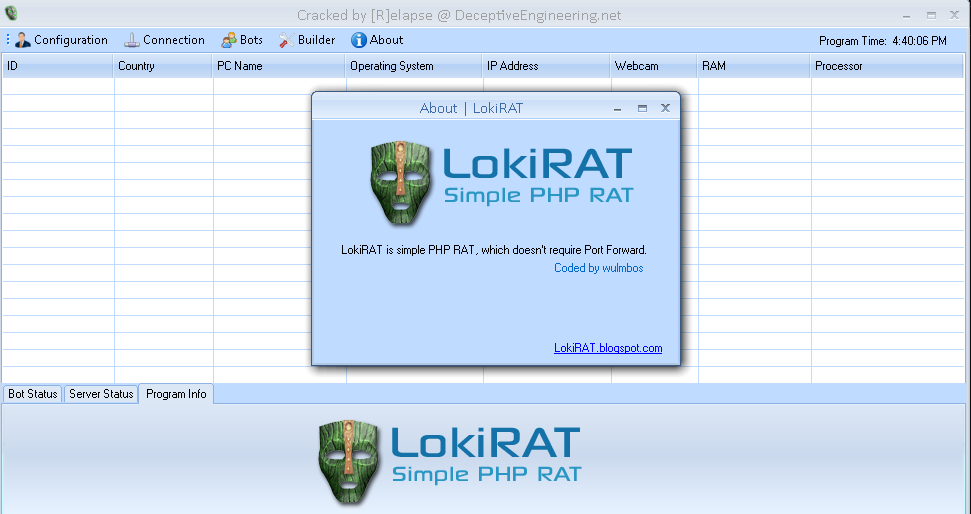 Cracked by [R]elapse @ DeceptiveEngineering.net
Configuration Connection Bots Builder About Program Time: 4:40:06 PM
ID Country PC Name Operating System IP Address Webcam RAM Processor
About | LokiRAT
LokiRAT
Simple PHP RAT
LokiRAT is simple PHP RAT, which doesn't require Port Forward.
Coded by wulmbos
LokiRAT.blogspot.com
Bot Status Server Status Program Info
LokiRAT
Simple PHP RAT